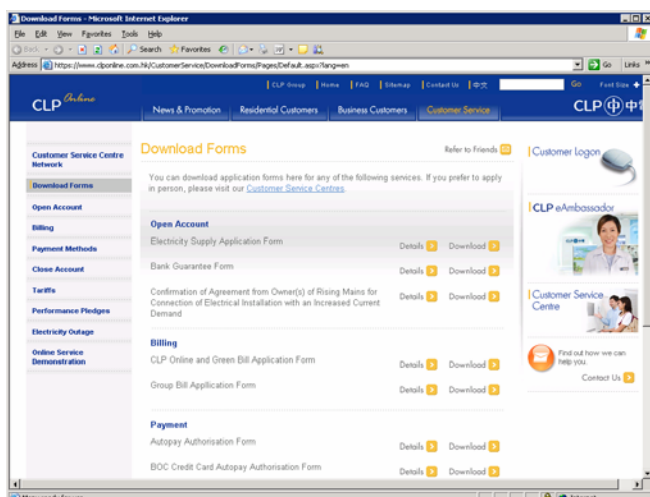 Download Forms - Microsoft Internet Explorer
File Edit View Favorites Tools Help
Back Search Favorites
Address https://www.clponline.com.hk/CustomerService/DownloadForms/Pages/Default.aspx?lang=en Go Links
CLP Group Home FAQ Sitemap Contact Us 中文 Go Font Size
CLP Online
News & Promotion Residential Customers Business Customers Customer Service
CLP 中電
Customer Service Centre Network
Download Forms
Open Account
Billing
Payment Methods
Close Account
Tariffs
Performance Pledges
Electricity Outage
Online Service Demonstration
Download Forms
Refer to Friends
You can download application forms here for any of the following services. If you prefer to apply
in person, please visit our Customer Service Centres.
Open Account
Electricity Supply Application Form Details Download
Bank Guarantee Form Details Download
Confirmation of Agreement from Owner(s) of Rising Mains for Details Download
Connection of Electrical Installation with an Increased Current
Demand
Billing
CLP Online and Green Bill Application Form Details Download
Group Bill Appllication Form Details Download
Payment
Autopay Authorisation Form Details Download
BOC Credit Card Autopay Authorisation Form Details Download
Customer Logon
CLP eAmbassador
Customer Service
Centre
Find out how we can
help you.
Contact Us
Internet